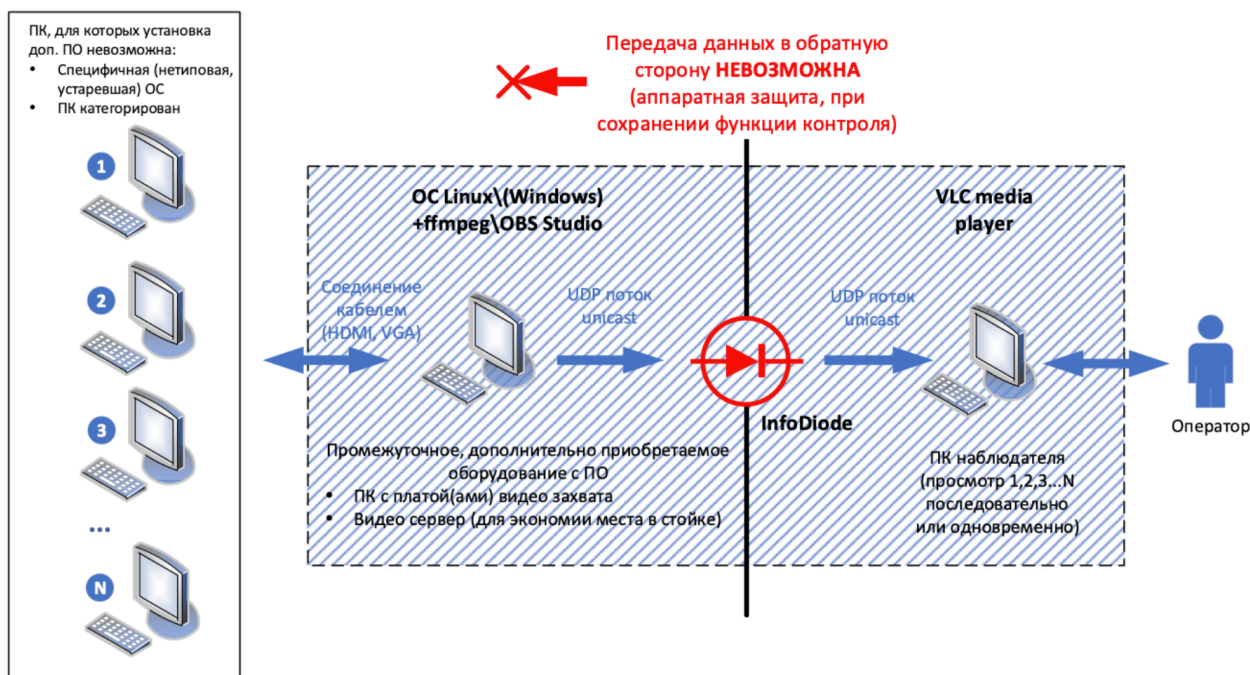 ПК, для которых установка
доп. ПО невозможна:
• Специфичная (нетиповая,
устаревшая) ОС
• ПК категорирован
1
2
3
...
N
Передача данных в обратную
сторону НЕВОЗМОЖНА
(аппаратная защита, при
сохранении функции контроля)
ОС Linux\(Windows)
+ffmpeg\OBS Studio
VLC media
player
Соединение
кабелем
(HDMI, VGA)
UDP поток
unicast
UDP поток
unicast
InfoDiode
Оператор
Промежуточное, дополнительно приобретаемое
оборудование с ПО
• ПК с платой(ами) видео захвата
• Видео сервер (для экономии места в стойке)
ПК наблюдателя
(просмотр 1,2,3...N
последовательно
или одновременно)